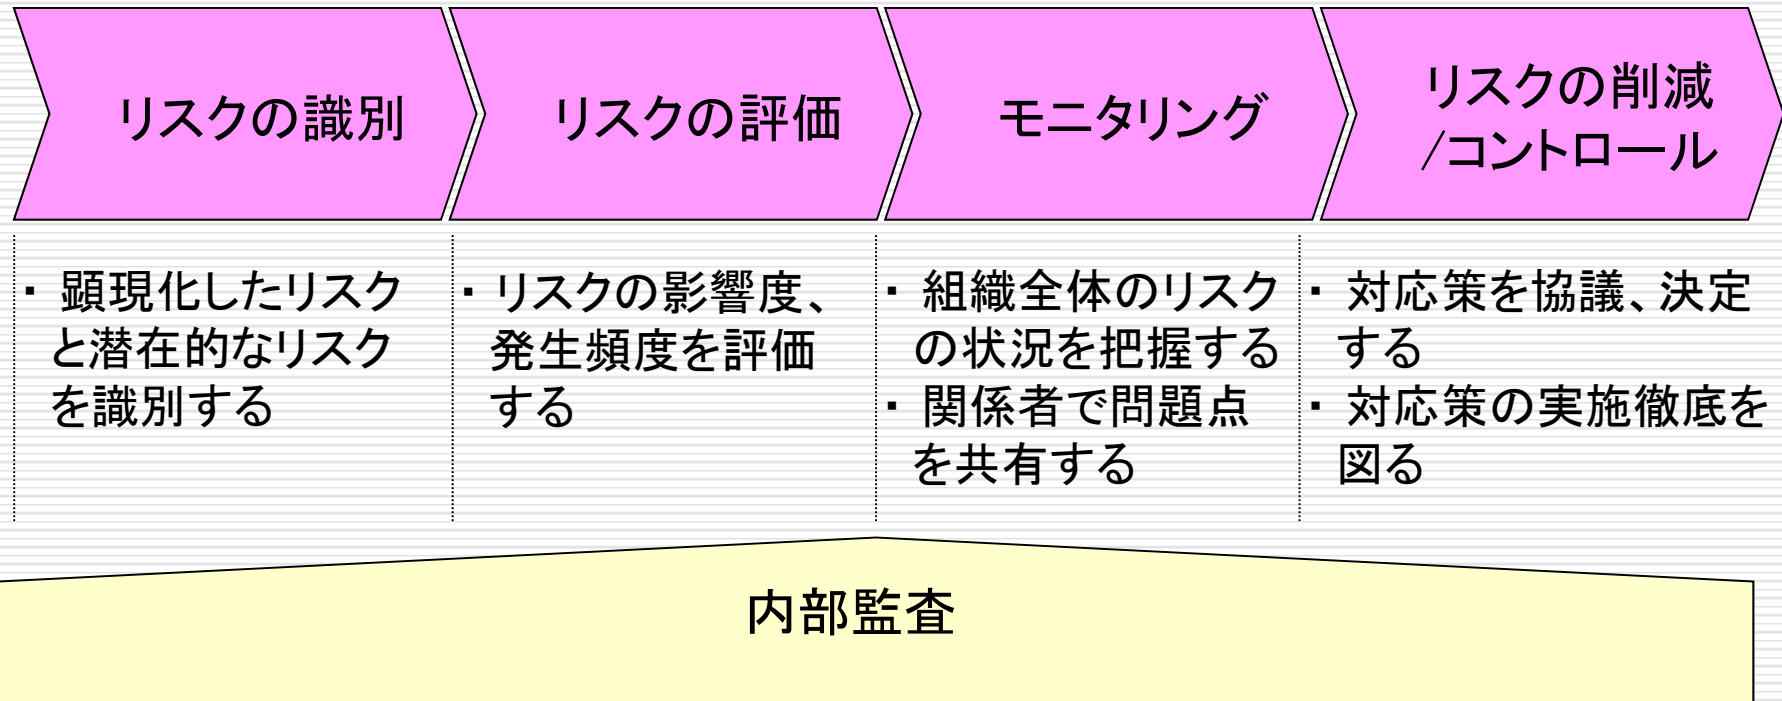 リスクの識別
リスクの評価
モニタリング
リスクの削減
/コントロール
・ 顕現化したリスク
と潜在的なリスク
を識別する
・ リスクの影響度、
発生頻度を評価
する
・ 組織全体のリスク
の状況を把握する
・ 関係者で問題点
を共有する
・ 対応策を協議、決定
する
・ 対応策の実施徹底を
図る
内部監査